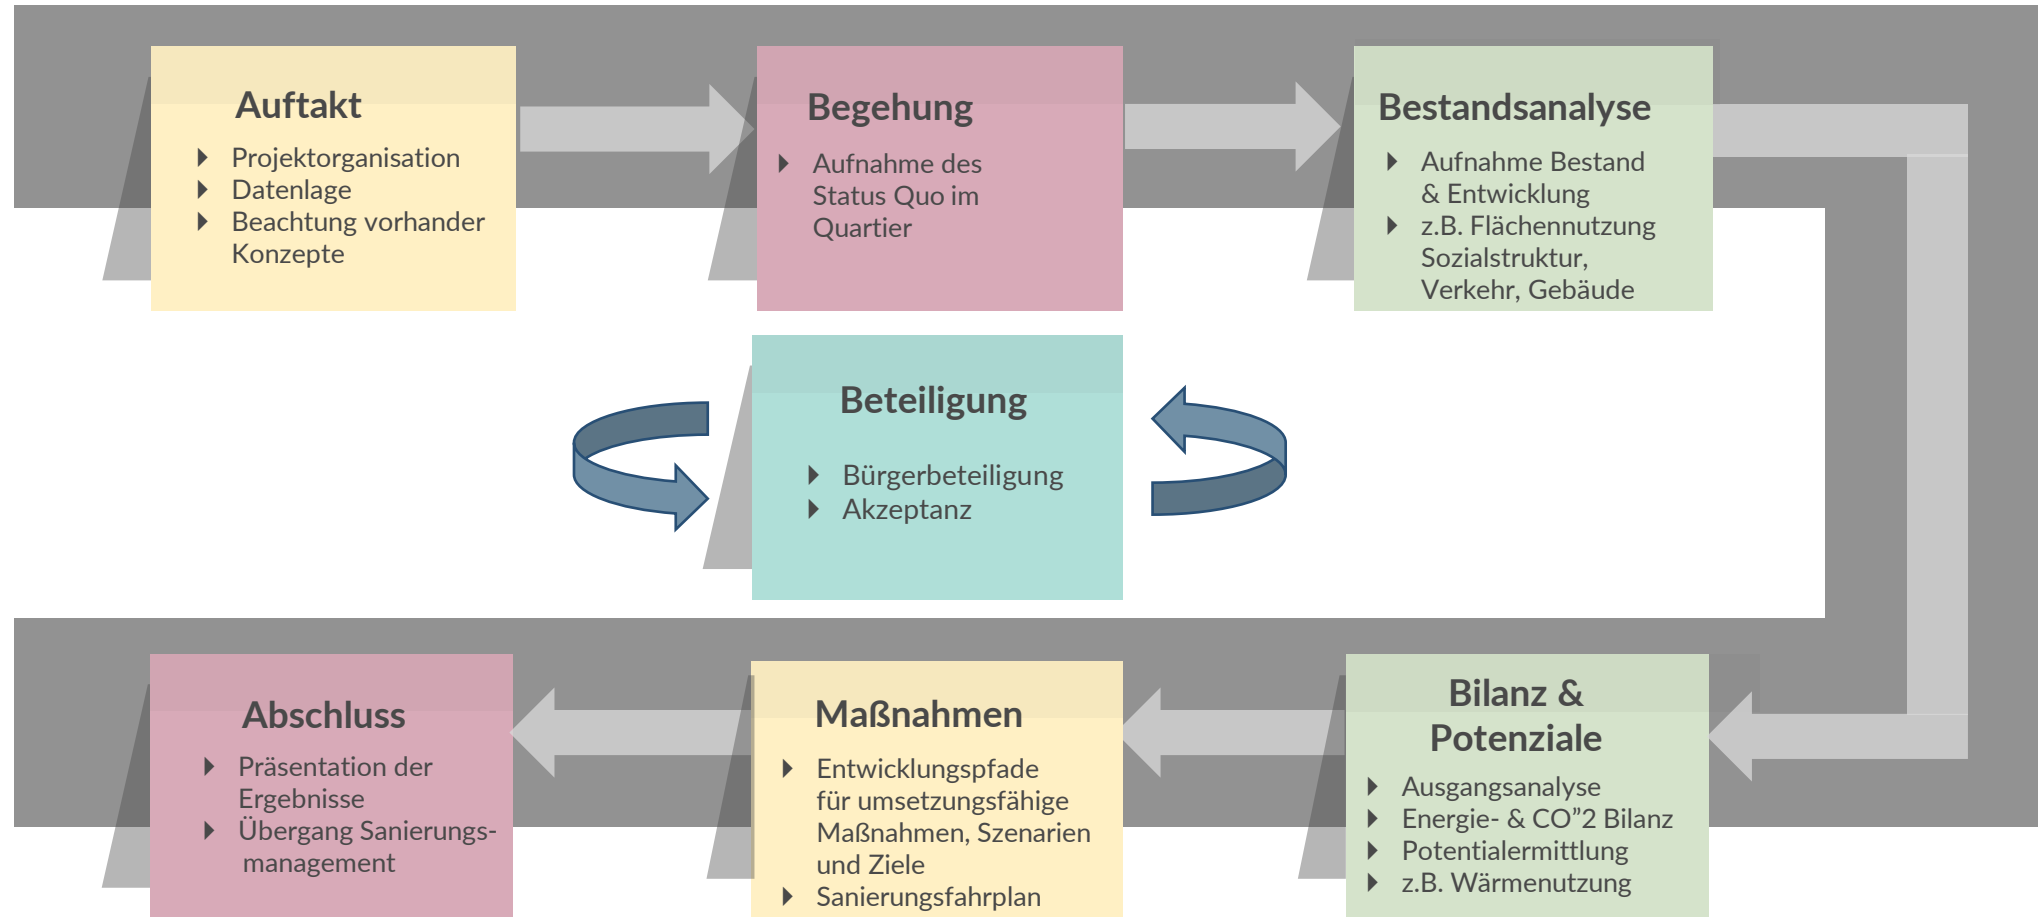 Auftakt
Projektorganisation
Datenlage
Beachtung vorhander
Konzepte
Begehung
Aufnahme des
Status Quo im
Quartier
Bestandsanalyse
Aufnahme Bestand
& Entwicklung
z.B. Flächennutzung
Sozialstruktur,
Verkehr, Gebäude
Beteiligung
Bürgerbeteiligung
Akzeptanz
Abschluss
Präsentation der
Ergebnisse
Übergang Sanierungs-
management
Maßnahmen
Entwicklungspfade
für umsetzungsfähige
Maßnahmen, Szenarien
und Ziele
Sanierungsfahrplan
Bilanz &
Potenziale
Ausgangsanalyse
Energie- & CO”2 Bilanz
Potentialermittlung
z.B. Wärmenutzung